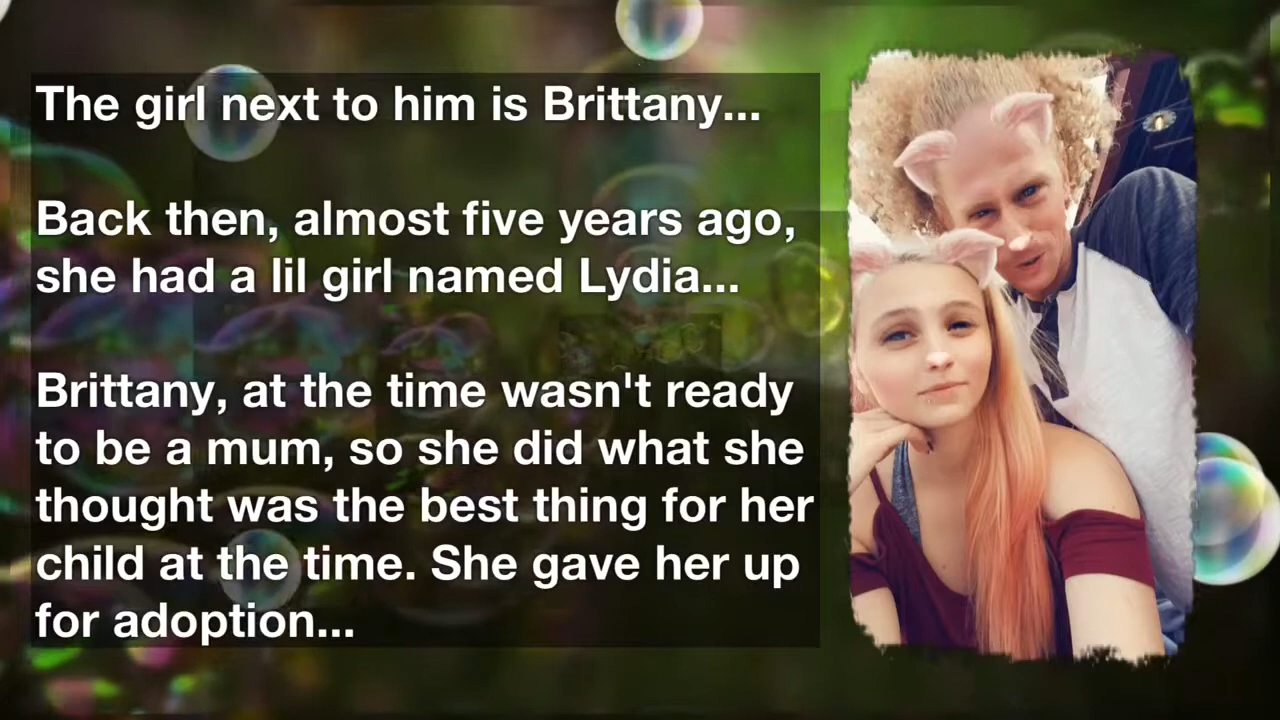 The girl next to him is Brittany...
Back then, almost five years ago,
she had a lil girl named Lydia...
Brittany, at the time wasn't ready
to be a mum, so she did what she
thought was the best thing for her
child at the time. She gave her up
for adoption...